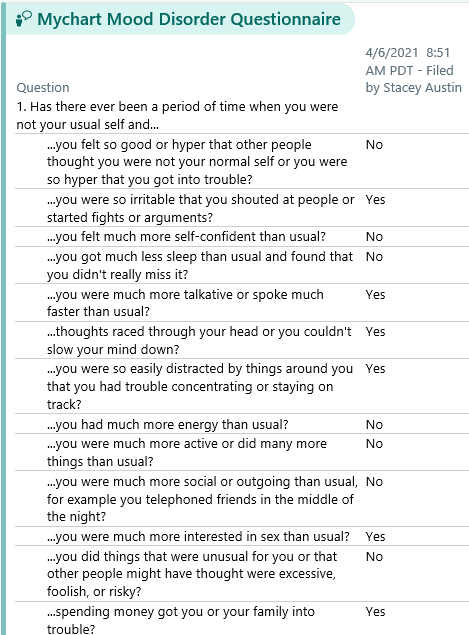 Mychart Mood Disorder Questionnaire
4/6/2021 8:51
AM PDT - Filed
Question by Stacey Austin
1. Has there ever been a period of time when you were
not your usual self and...
...you felt so good or hyper that other people No
thought you were not your normal self or you were
so hyper that you got into trouble?
...you were so irritable that you shouted at people or Yes
started fights or arguments?
...you felt much more self-confident than usual? No
...you got much less sleep than usual and found that No
you didn't really miss it?
...you were much more talkative or spoke much Yes
faster than usual?
...thoughts raced through your head or you couldn't Yes
slow your mind down?
...you were so easily distracted by things around you Yes
that you had trouble concentrating or staying on
track?
...you had much more energy than usual? No
...you were much more active or did many more No
things than usual?
...you were much more social or outgoing than usual, No
for example you telephoned friends in the middle of
the night?
...you were much more interested in sex than usual? Yes
...you did things that were unusual for you or that No
other people might have thought were excessive,
foolish, or risky?
...spending money got you or your family into Yes
trouble?